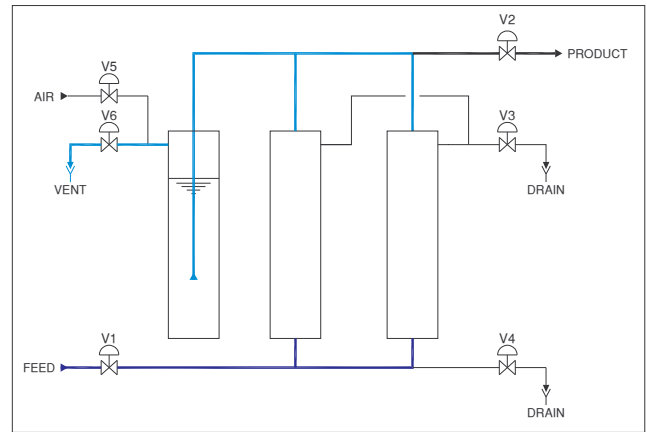 V2
PRODUCT
V5
AIR
V6
V3
VENT
DRAIN
V1
V4
FEED
DRAIN